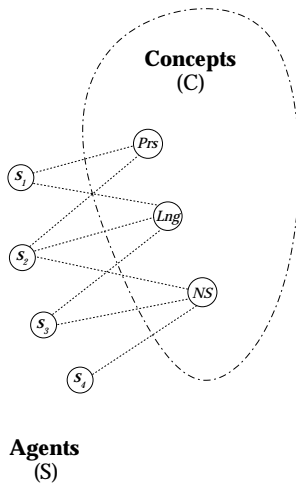 Concepts
(C)
Prs
s1
Lng
s2
NS
s3
s4
Agents
(S)